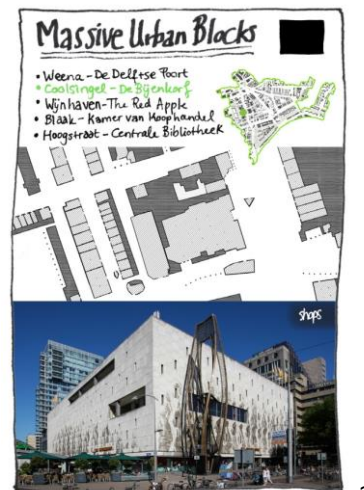 Massive Urban Blocks
• Weena - De Delftse Poort
• Coolsingel - De Bijenkorf
• Wijnhaven - The Red Apple
• Blaak - Kamer van Koophandel
• Hoogstraat - Centrale Bibliotheek
shops